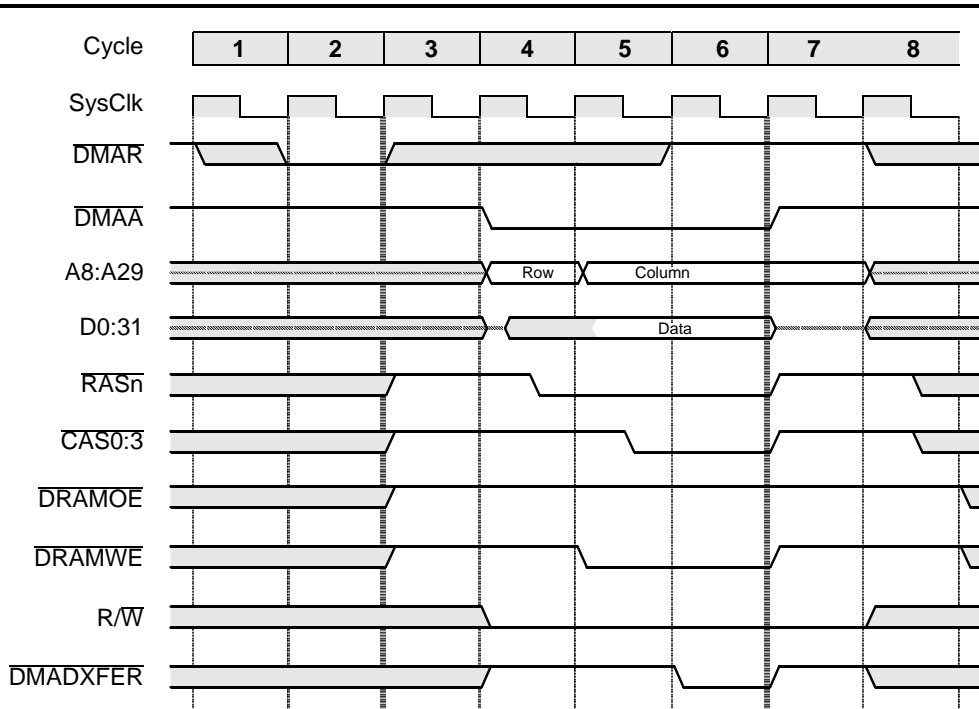 Cycle 1 2 3 4 5 6 7 8
SysClk
DMAR
DMAA
A8:A29 Row Column
D0:31 Data
RASn
CAS0:3
DRAMOE
DRAMWE
R/W
DMADXFER